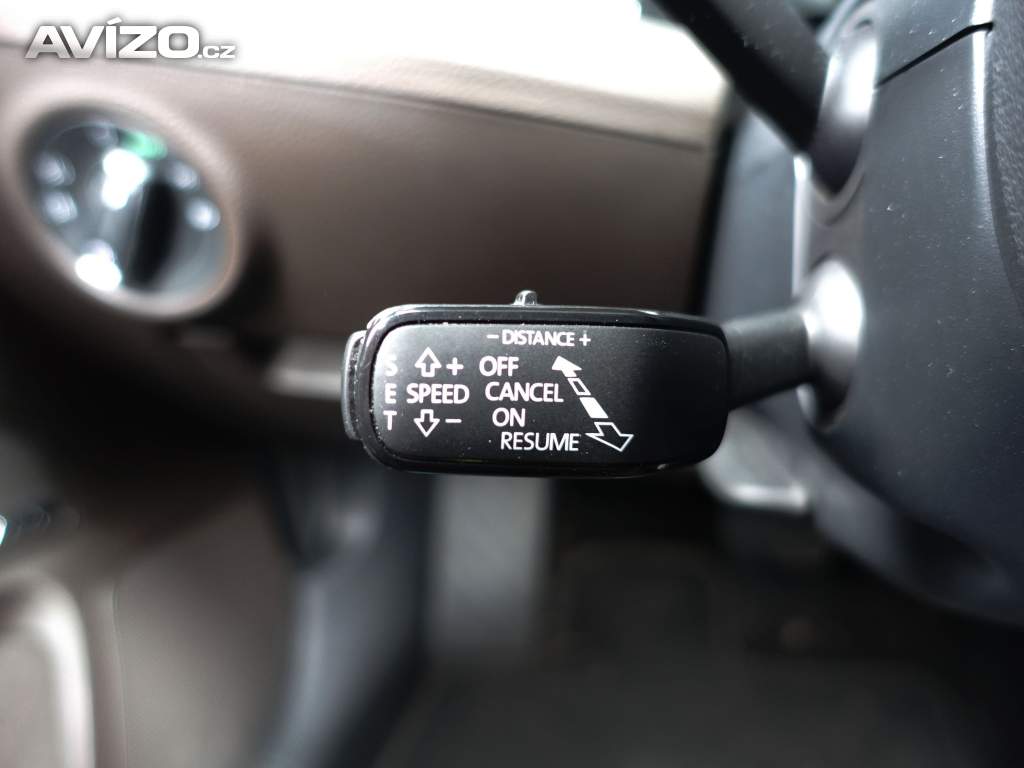 AVÍZO.cz
– DISTANCE +
S + OFF
E SPEED CANCEL
T – ON
RESUME